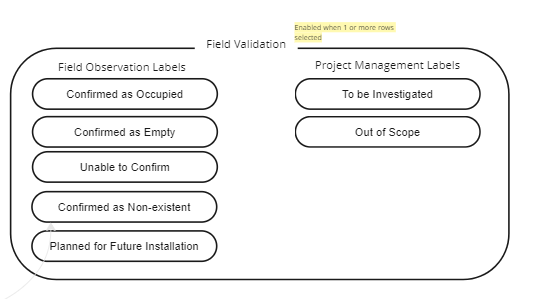 Enabled when 1 or more rows
selected
Field Validation
Field Observation Labels
Confirmed as Occupied
Confirmed as Empty
Unable to Confirm
Confirmed as Non-existent
Planned for Future Installation
Project Management Labels
To be Investigated
Out of Scope